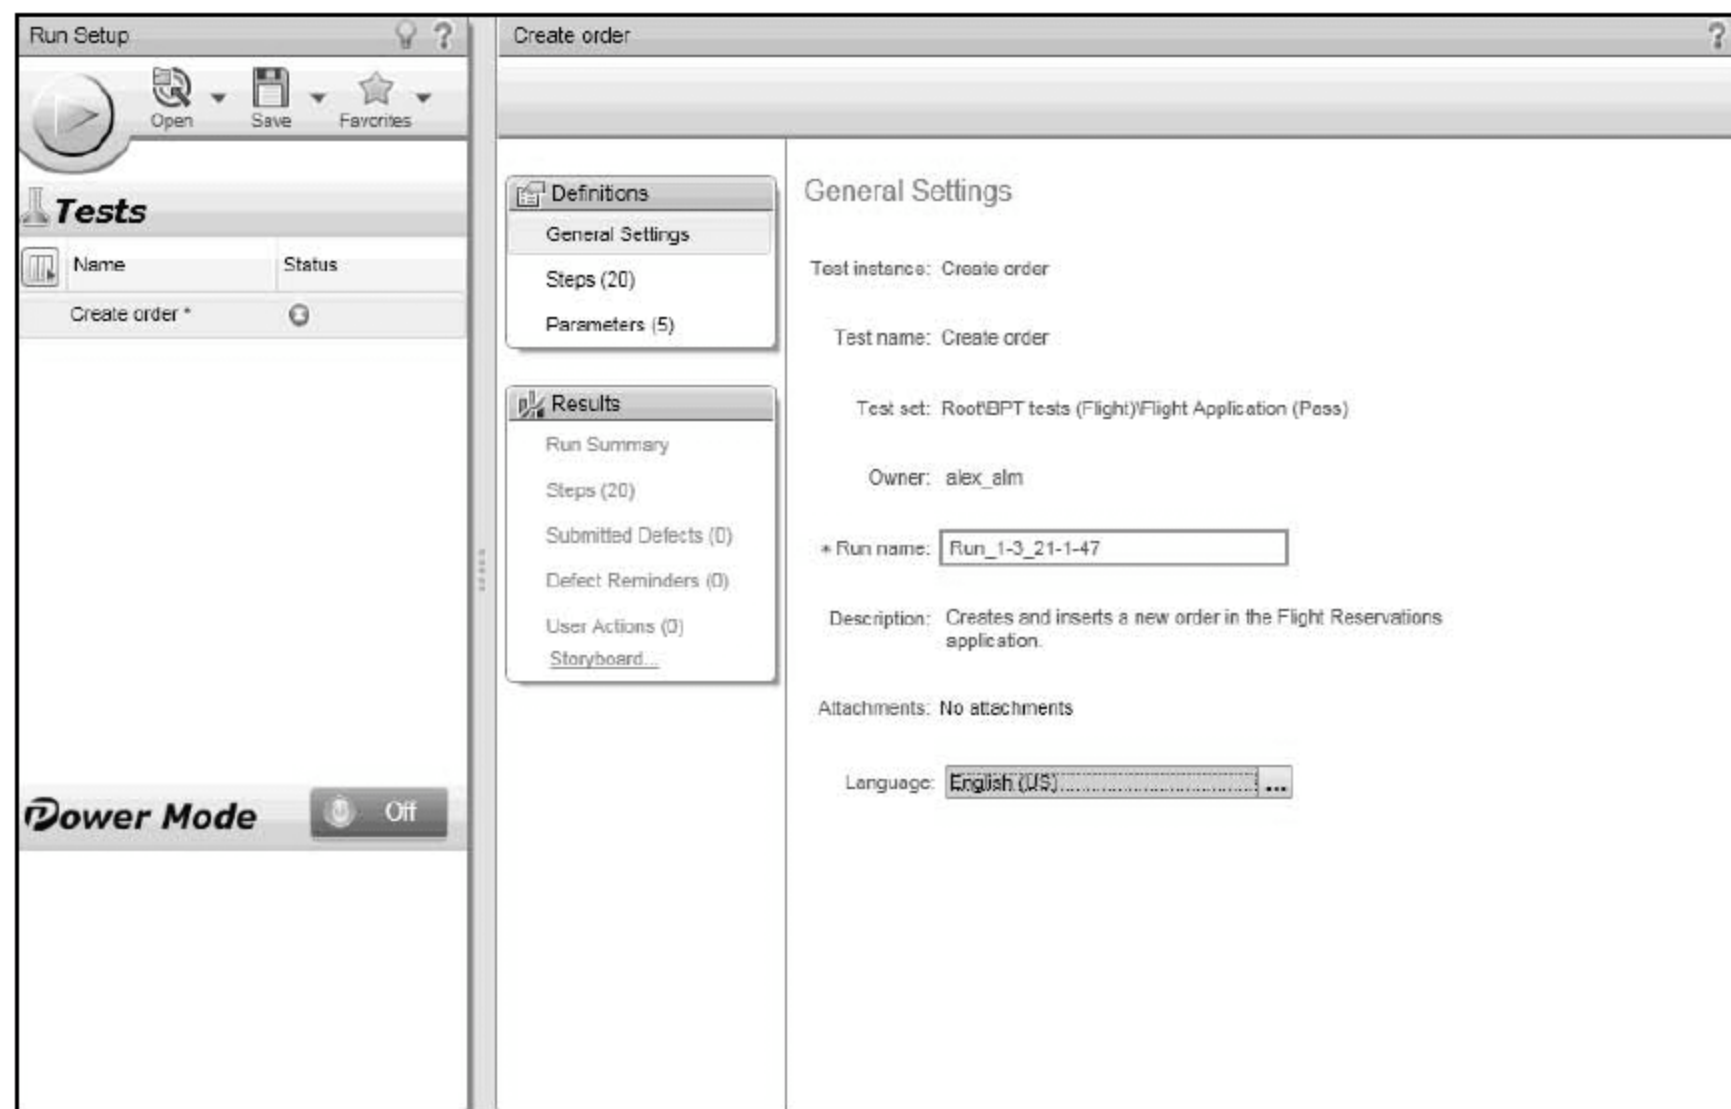 Run Setup
Open
Save
Favorites
Tests
Name Status
Create order *
Power Mode
Off
Create order
Definitions
General Settings
Steps (20)
Parameters (5)
Results
Run Summary
Steps (20)
Submitted Defects (0)
Defect Reminders (0)
User Actions (0)
Storyboard...
General Settings
Test instance: Create order
Test name: Create order
Test set: Root\BPT tests (Flight)\Flight Application (Pass)
Owner: alex_alm
* Run name: Run_1-3_21-1-47
Description: Creates and inserts a new order in the Flight Reservations
application.
Attachments: No attachments
Language: English (US) ...